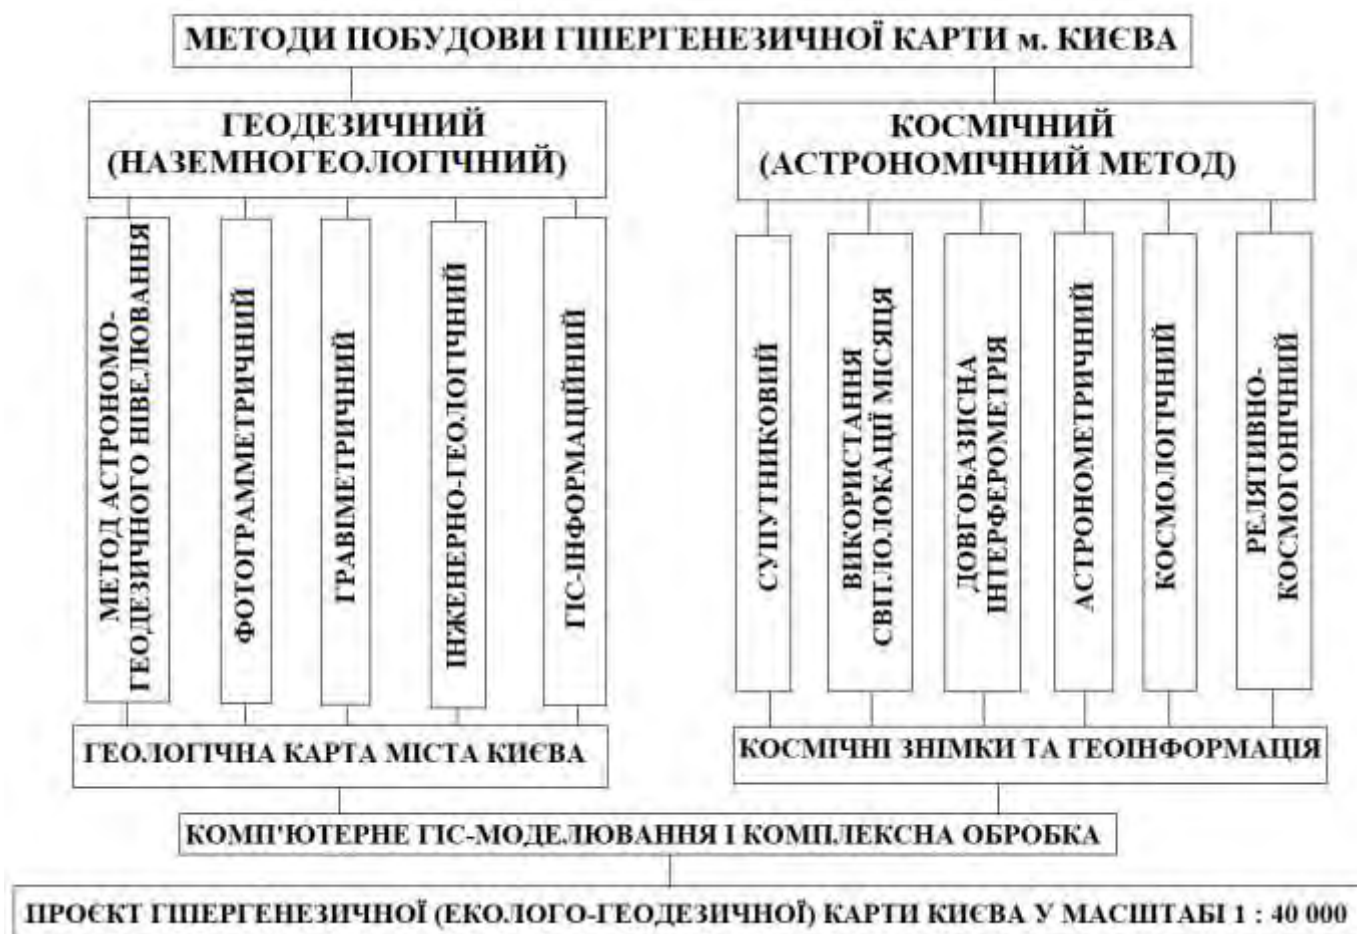 МЕТОДИ ПОБУДОВИ ГІПЕРГЕНЕЗИЧНОЇ КАРТИ м. КИЄВА
ГЕОДЕЗИЧНИЙ
(НАЗЕМНОГЕОЛОГІЧНИЙ)
КОСМІЧНИЙ
(АСТРОНОМІЧНИЙ МЕТОД)
МЕТОД АСТРОНОМО-
ГЕОДЕЗИЧНОГО НІВЕЛЮВАННЯ
ФОТОГРАММЕТРИЧНИЙ
ГРАВІМЕТРИЧНИЙ
ІНЖЕНЕРНО-ГЕОЛОГІЧНИЙ
ГІС-ІНФОРМАЦІЙНИЙ
СУПУТНИКОВИЙ
ВИКОРИСТАННЯ
СВІТЛОЛОКАЦІЇ МІСЯЦЯ
ДОВГОБАЗИСНА
ІНТЕРФЕРОМЕТРІЯ
АСТРОНОМЕТРИЧНИЙ
КОСМОЛОГІЧНИЙ
РЕЛЯТИВНО-
КОСМОГОНІЧНИЙ
ГЕОЛОГІЧНА КАРТА МІСТА КИЄВА
КОСМІЧНІ ЗНІМКИ ТА ГЕОІНФОРМАЦІЯ
КОМП'ЮТЕРНЕ ГІС-МОДЕЛЮВАННЯ І КОМПЛЕКСНА ОБРОБКА
ПРОЄКТ ГІПЕРГЕНЕЗИЧНОЇ (ЕКОЛОГО-ГЕОДЕЗИЧНОЇ) КАРТИ КИЄВА У МАСШТАБІ 1 : 40 000